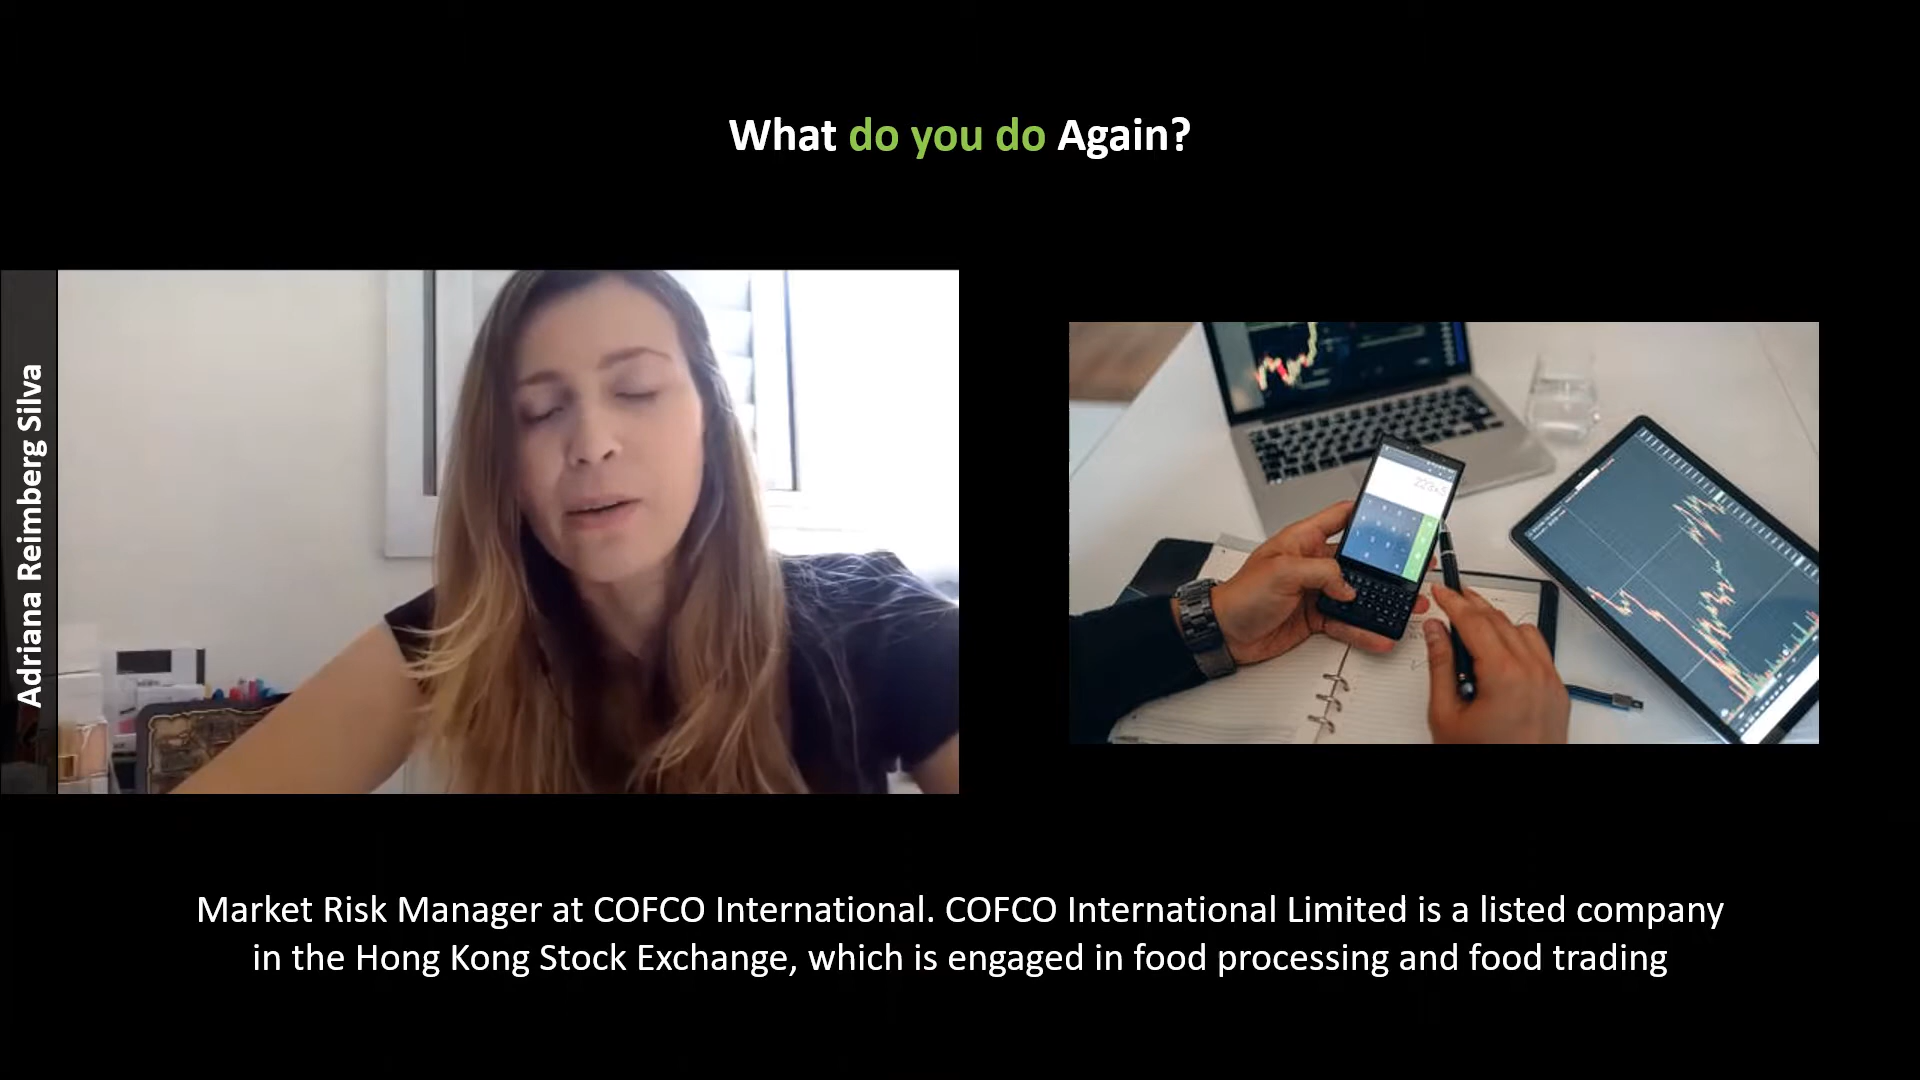 What do you do Again?
Adriana Reimberg Silva
Market Risk Manager at COFCO International. COFCO International Limited is a listed company
in the Hong Kong Stock Exchange, which is engaged in food processing and food trading